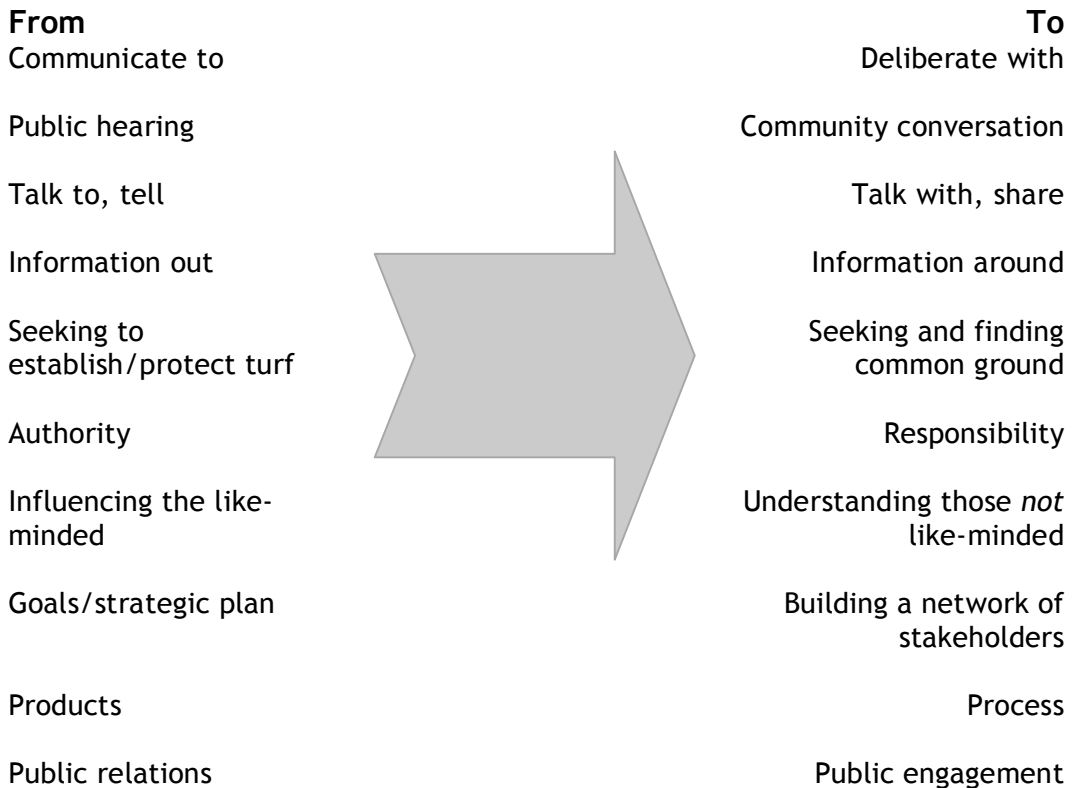 From To
Communicate to Deliberate with
Public hearing Community conversation
Talk to, tell Talk with, share
Information out Information around
Seeking to Seeking and finding
establish/protect turf common ground
Authority Responsibility
Influencing the like- Understanding those not
minded like-minded
Goals/strategic plan Building a network of
stakeholders
Products Process
Public relations Public engagement